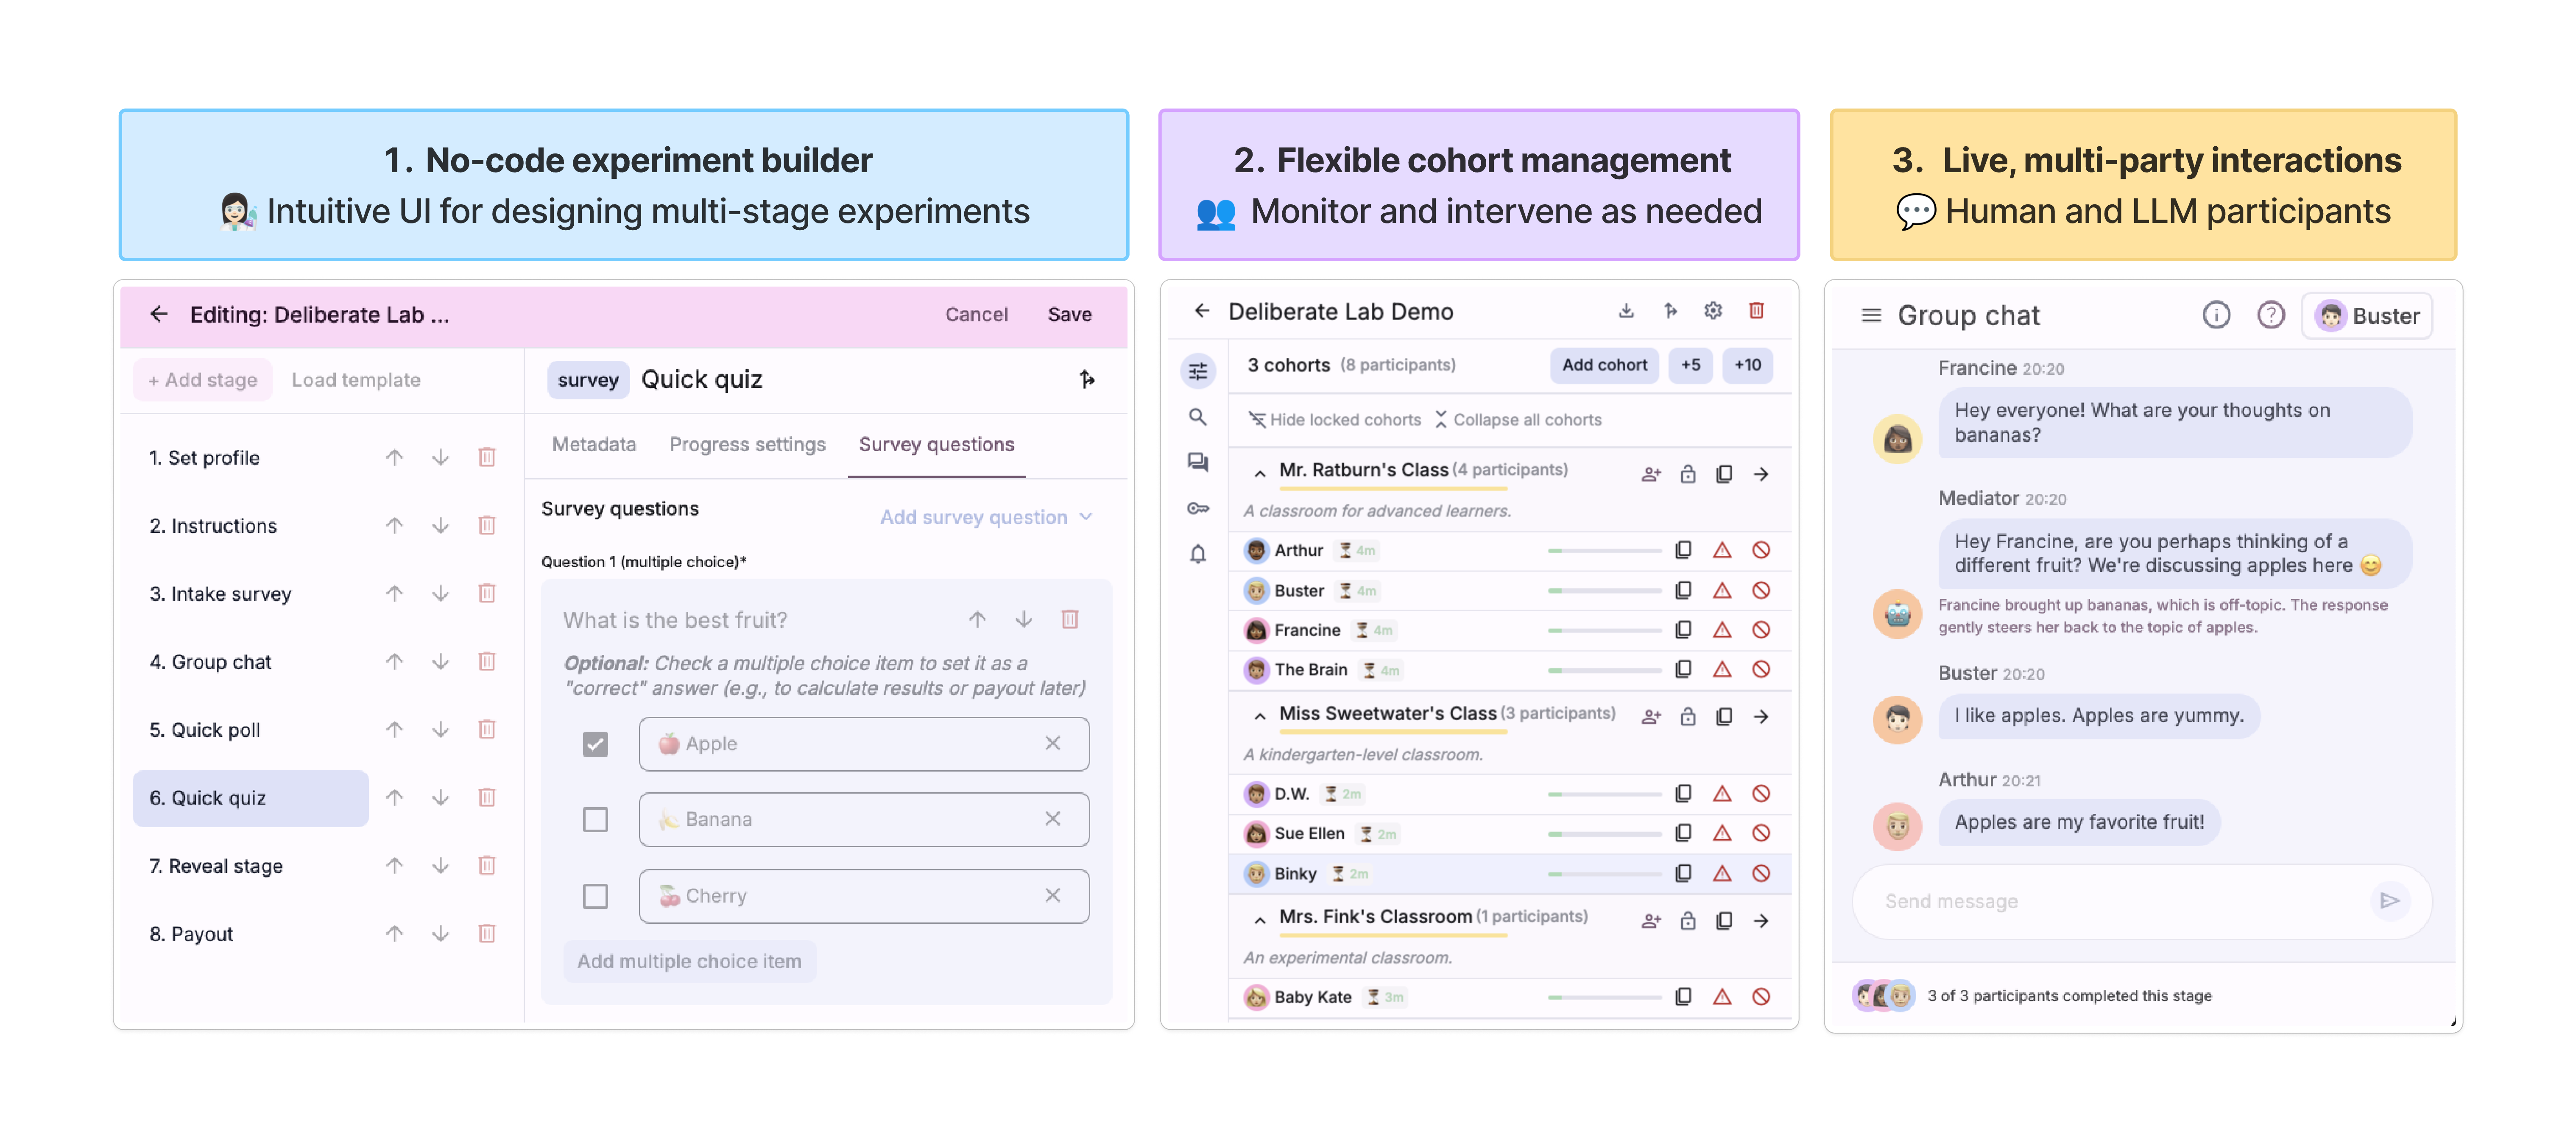 1. No-code experiment builder
👩🏻‍🔬 Intuitive UI for designing multi-stage experiments
2. Flexible cohort management
👥 Monitor and intervene as needed
3. Live, multi-party interactions
💬 Human and LLM participants
Editing: Deliberate Lab ...
Cancel
Save
+ Add stage
Load template
1. Set profile
2. Instructions
3. Intake survey
4. Group chat
5. Quick poll
6. Quick quiz
7. Reveal stage
8. Payout
survey Quick quiz
Metadata
Progress settings
Survey questions
Survey questions
Add survey question
Question 1 (multiple choice)*
What is the best fruit?
Optional: Check a multiple choice item to set it as a
"correct" answer (e.g., to calculate results or payout later)
🍎 Apple
🍌 Banana
🍒 Cherry
Add multiple choice item
Deliberate Lab Demo
3 cohorts (8 participants)
Add cohort
+5
+10
Hide locked cohorts
Collapse all cohorts
Mr. Ratburn's Class (4 participants)
A classroom for advanced learners.
Arthur ⏳ 4m
Buster ⏳ 4m
Francine ⏳ 4m
The Brain ⏳ 4m
Miss Sweetwater's Class (3 participants)
A kindergarten-level classroom.
D.W. ⏳ 2m
Sue Ellen ⏳ 2m
Binky ⏳ 2m
Mrs. Fink's Classroom (1 participants)
An experimental classroom.
Baby Kate ⏳ 3m
Group chat
Buster
Francine 20:20
Hey everyone! What are your thoughts on
bananas?
Mediator 20:20
Hey Francine, are you perhaps thinking of a
different fruit? We're discussing apples here 😊
Francine brought up bananas, which is off-topic. The response
gently steers her back to the topic of apples.
Buster 20:20
I like apples. Apples are yummy.
Arthur 20:21
Apples are my favorite fruit!
Send message
3 of 3 participants completed this stage